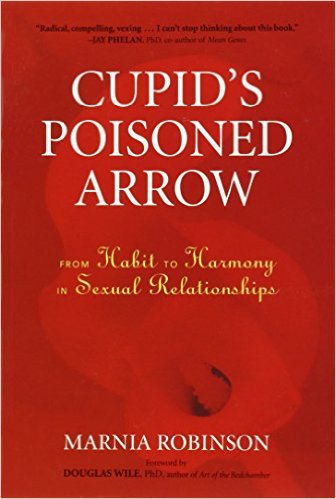 “Radical, compelling, vexing ... I can't stop thinking about this book,”
—JAY PHELAN, PhD, co-author of Mean Genes
CUPID'S
POISONED
ARROW
FROM Habit TO Harmony
IN Sexual Relationships
MARNIA ROBINSON
Foreword by
DOUGLAS WILE, PhD, author of Art of the Bedchamber